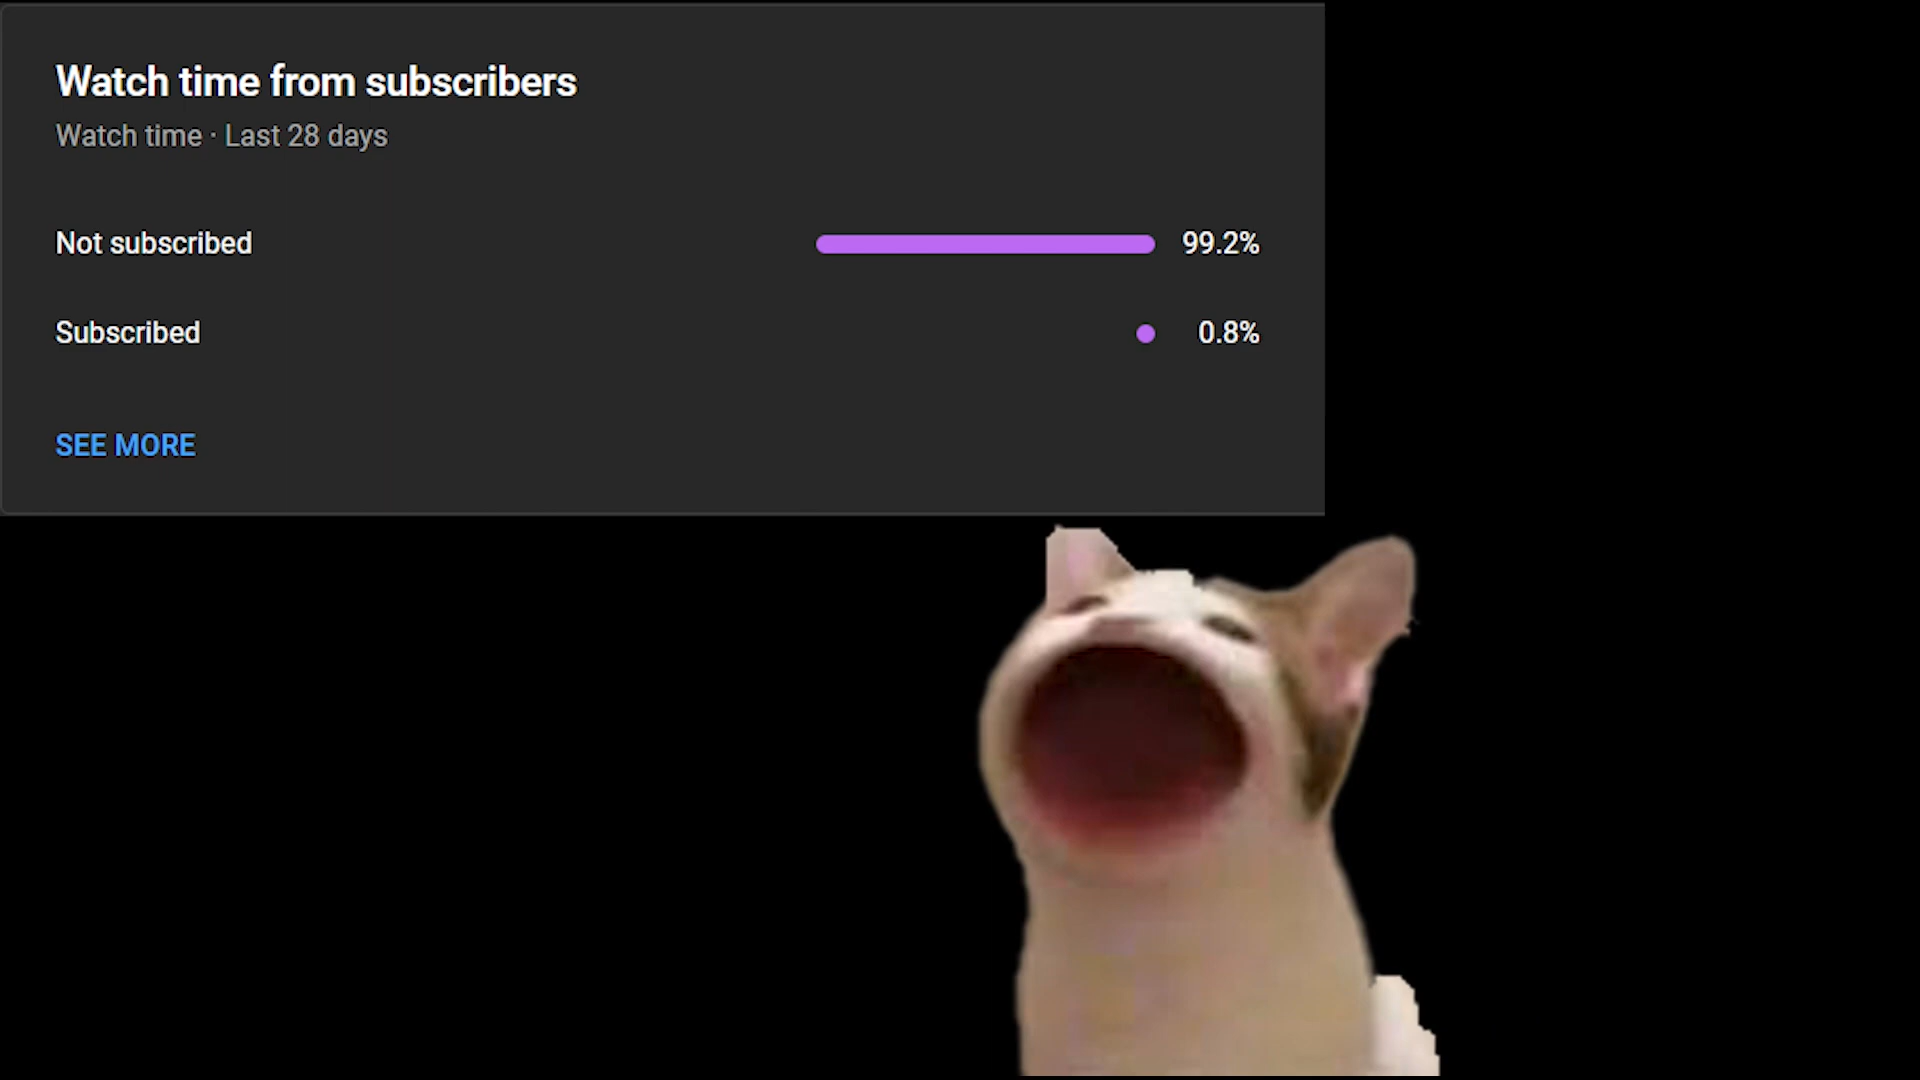 Watch time from subscribers
Watch time · Last 28 days
Not subscribed 99.2%
Subscribed 0.8%
SEE MORE